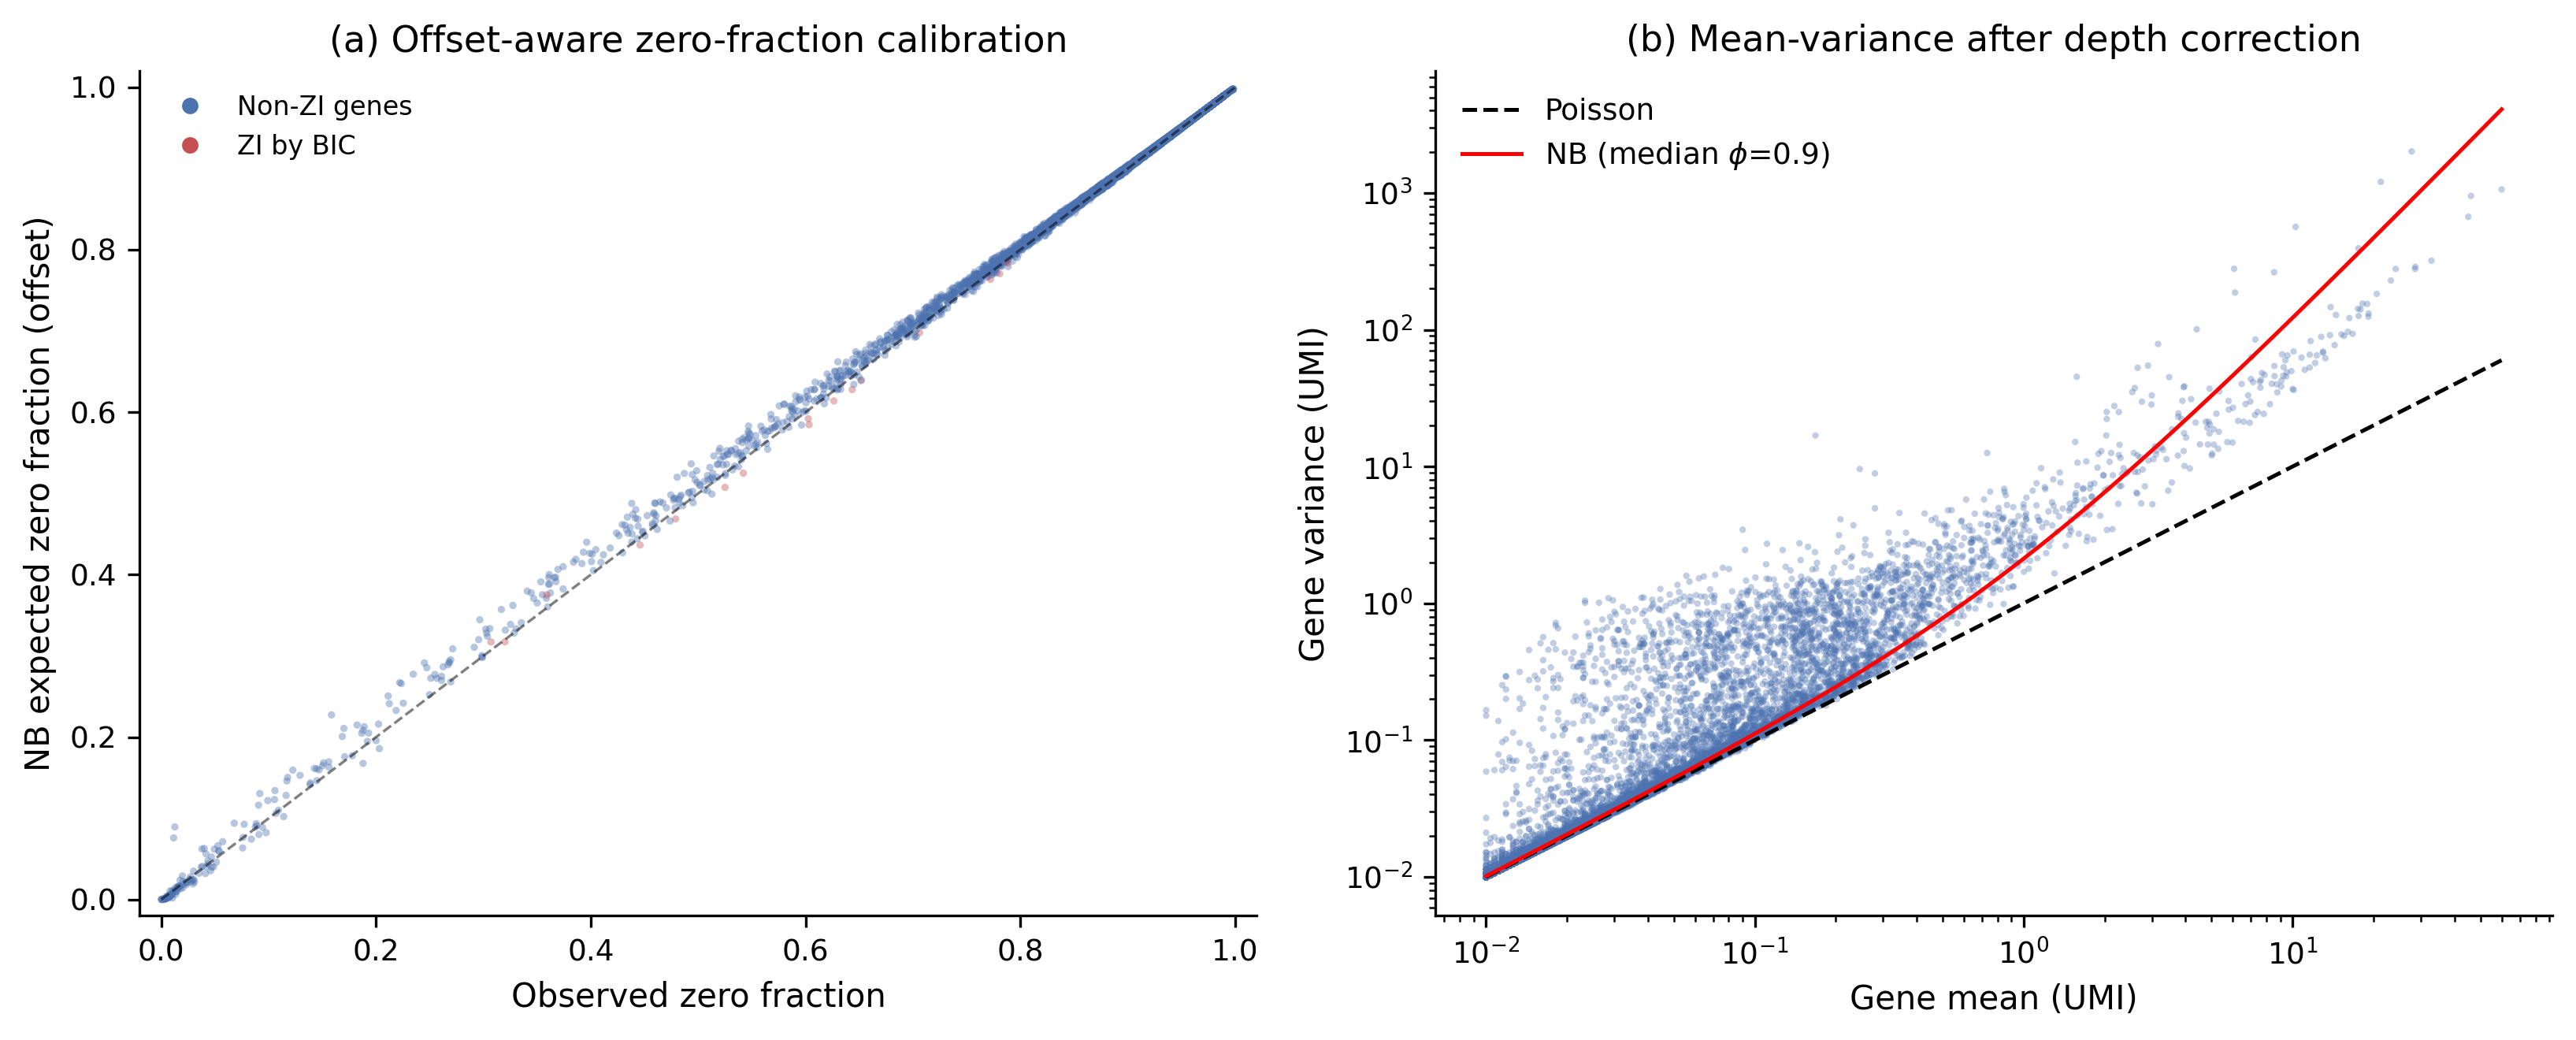 (a) Offset-aware zero-fraction calibration
NB expected zero fraction (offset)
1.0
0.8
0.6
0.4
0.2
0.0
Non-ZI genes
ZI by BIC
0.0 0.2 0.4 0.6 0.8 1.0
Observed zero fraction
(b) Mean-variance after depth correction
Gene variance (UMI)
10³
10²
10¹
10⁰
10⁻¹
10⁻²
Poisson
NB (median ϕ=0.9)
10⁻² 10⁻¹ 10⁰ 10¹
Gene mean (UMI)